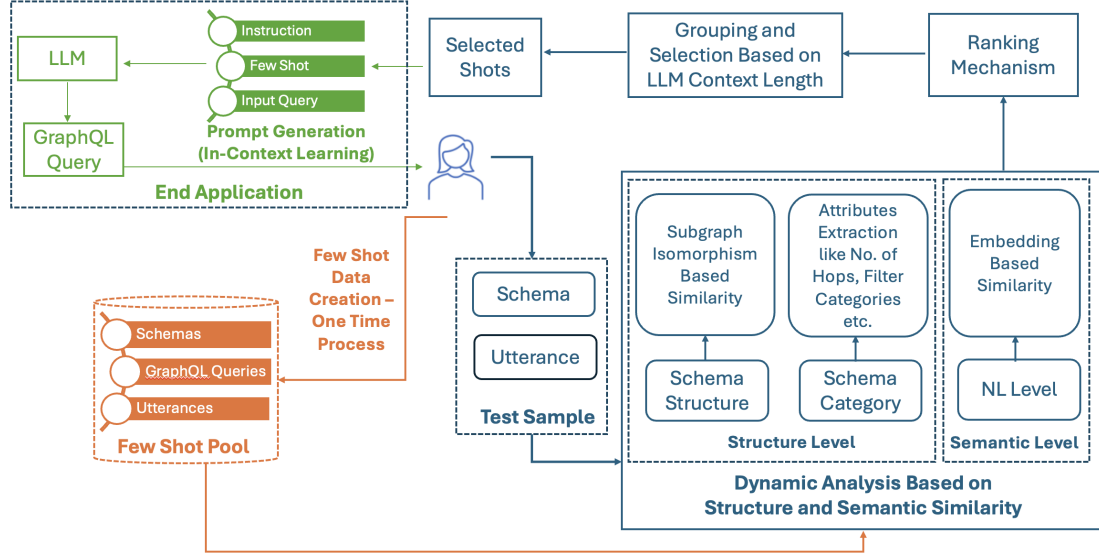 LLM
GraphQL
Query
Instruction
Few Shot
Input Query
Prompt Generation
(In-Context Learning)
End Application
Selected
Shots
Grouping and
Selection Based on
LLM Context Length
Ranking
Mechanism
Few Shot
Data
Creation –
One Time
Process
Schemas
GraphQL Queries
Utterances
Few Shot Pool
Schema
Utterance
Test Sample
Subgraph
Isomorphism
Based
Similarity
Attributes
Extraction
like No. of
Hops, Filter
Categories
etc.
Embedding
Based
Similarity
Schema
Structure
Schema
Category
NL Level
Structure Level
Semantic Level
Dynamic Analysis Based on
Structure and Semantic Similarity